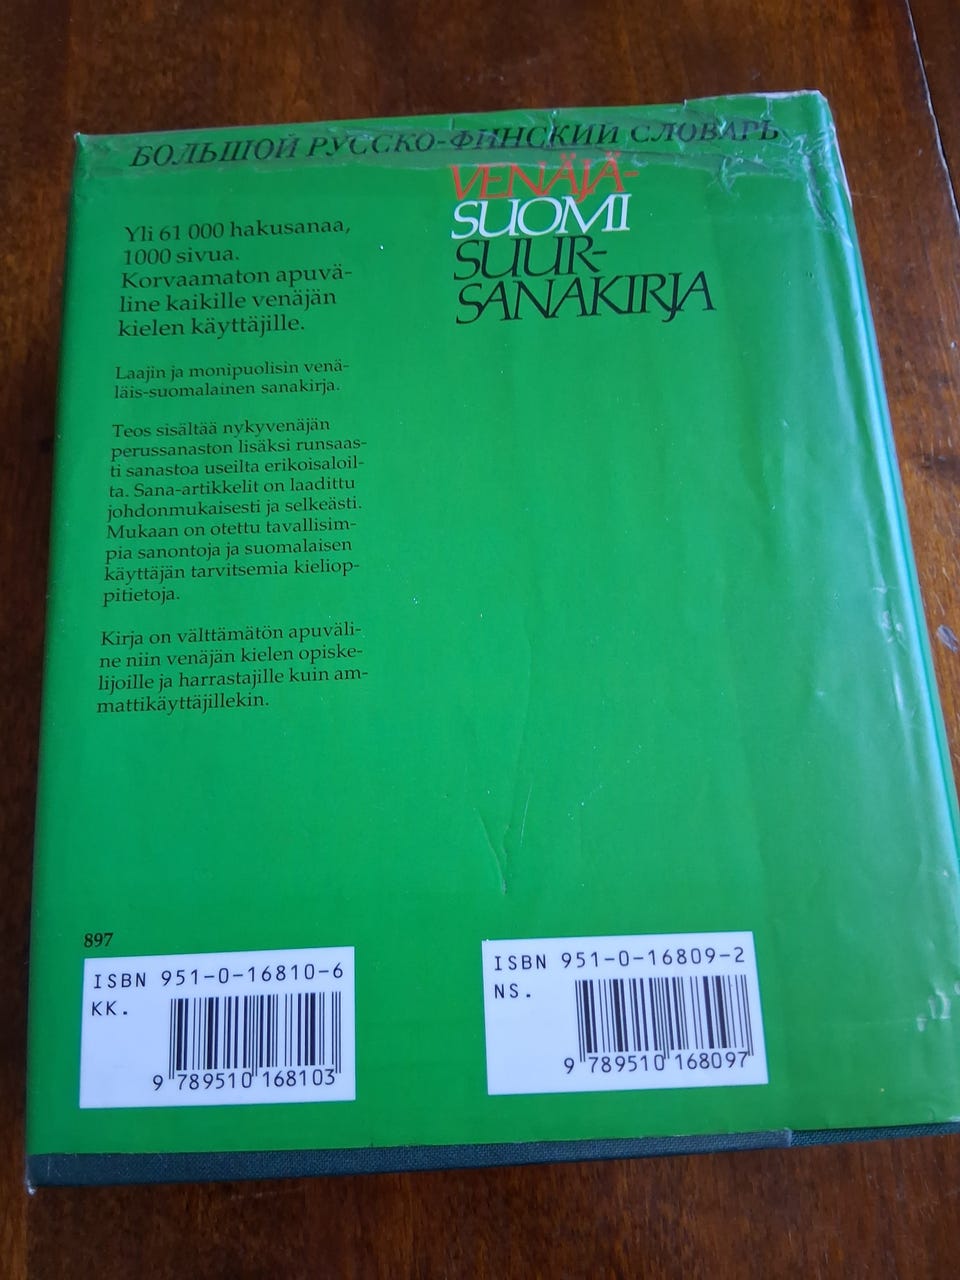 БОЛЬШОЙ РУССКО-ФИНСКИЙ СЛОВАРЬ
VENÄJÄ-
SUOMI
SUUR-
SANAKIRJA
Yli 61 000 hakusanaa,
1000 sivua.
Korvaamaton apuvä-
line kaikille venäjän
kielen käyttäjille.
Laajin ja monipuolisin venä-
läis-suomalainen sanakirja.
Teos sisältää nykyvenäjän
perussanaston lisäksi runsaas-
ti sanastoa useilta erikoisaloil-
ta. Sana-artikkelit on laadittu
johdonmukaisesti ja selkeästi.
Mukaan on otettu tavallisim-
pia sanontoja ja suomalaisen
käyttäjän tarvitsemia kieliop-
pitietoja.
Kirja on välttämätön apuväli-
ne niin venäjän kielen opiske-
lijoille ja harrastajille kuin am-
mattikäyttäjillekin.
897
ISBN 951-0-16810-6
KK.
9 789510 168103
ISBN 951-0-16809-2
NS.
9 789510 168097